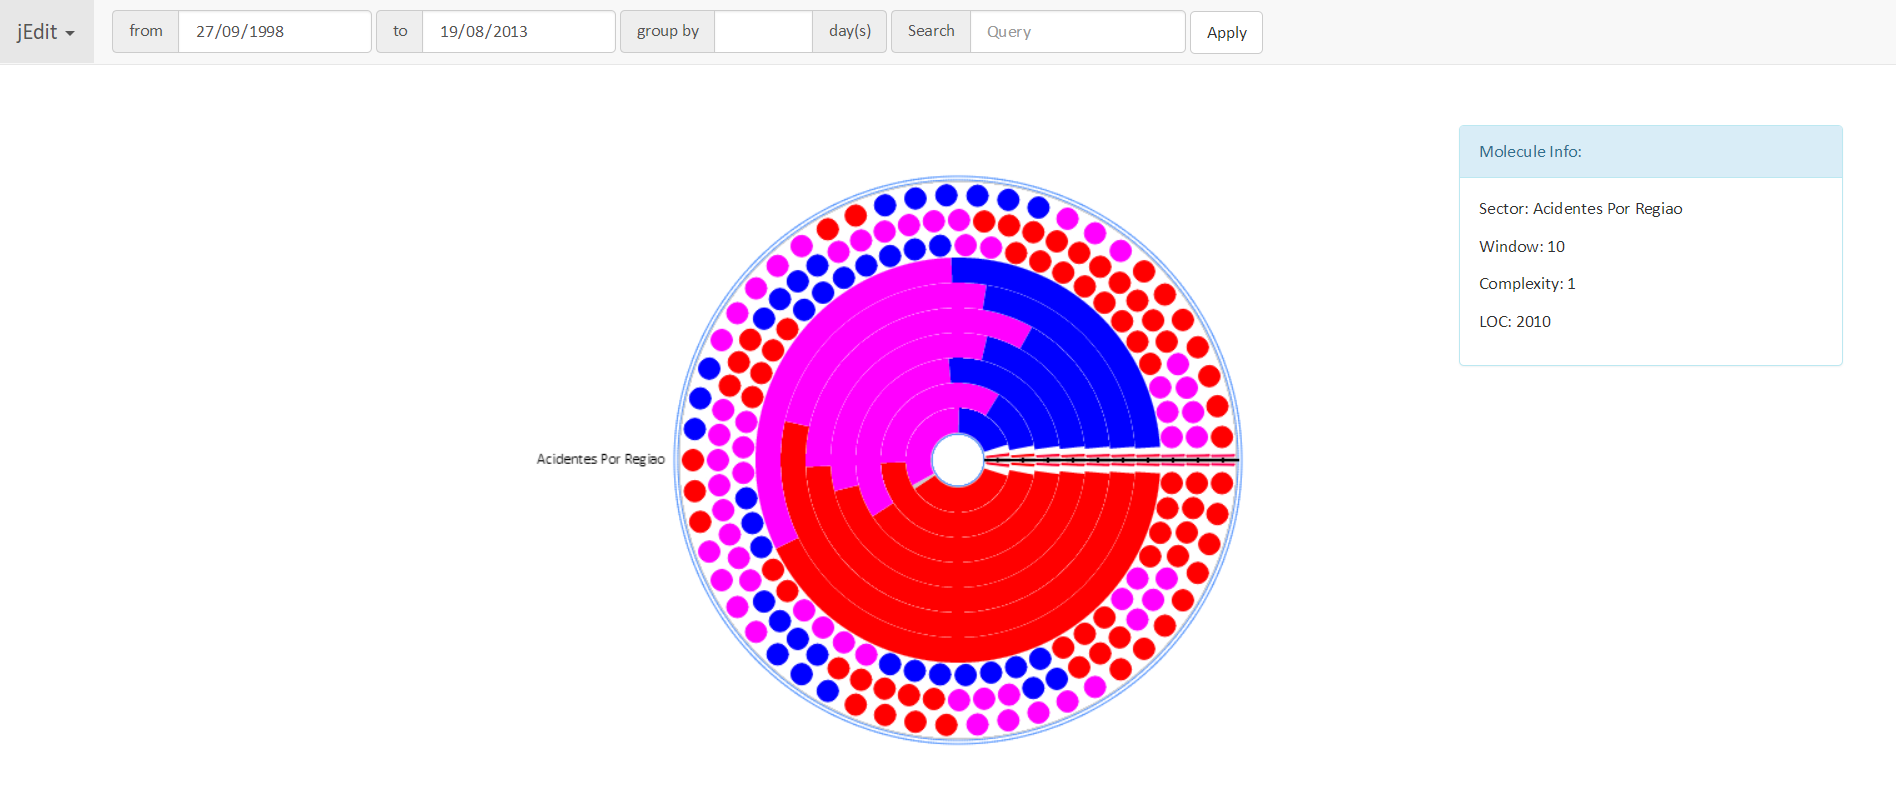 jEdit from 27/09/1998 to 19/08/2013 group by day(s) Search Query Apply
Molecule Info:
Sector: Acidentes Por Regiao
Window: 10
Complexity: 1
LOC: 2010
Acidentes Por Regiao